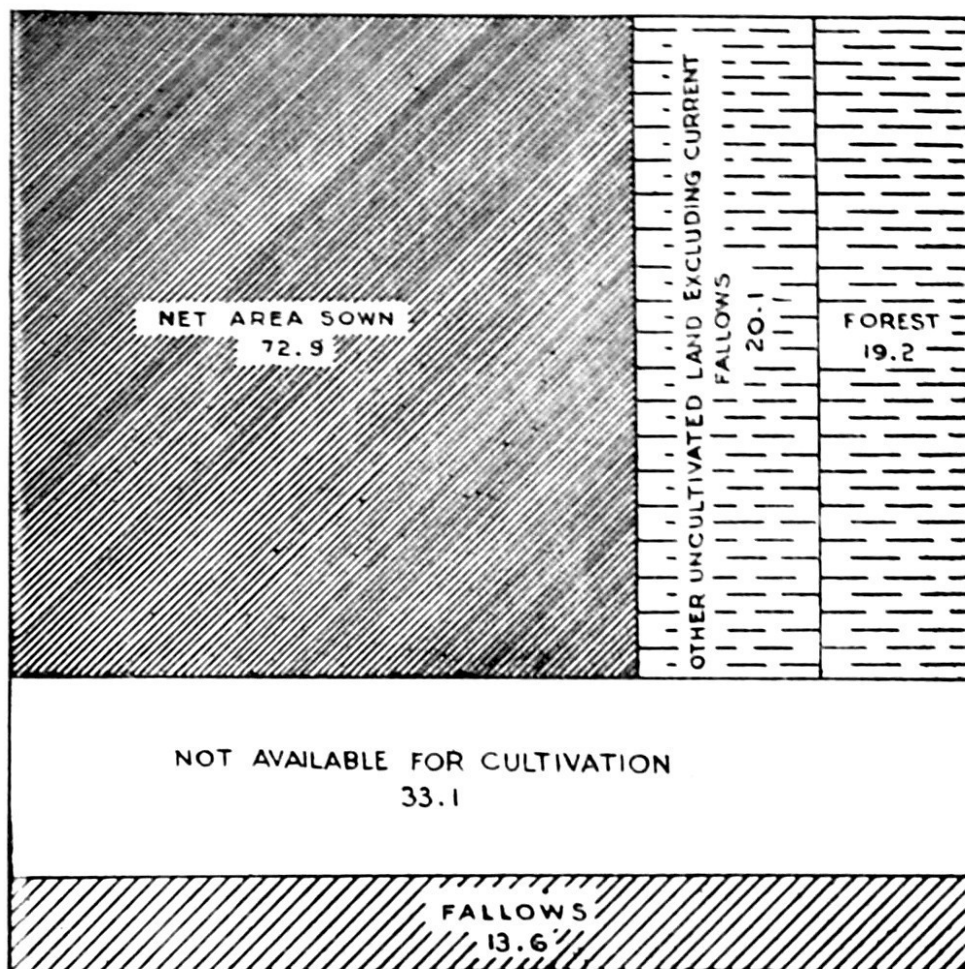 NET AREA SOWN
72.9
OTHER UNCULTIVATED LAND EXCLUDING CURRENT
FALLOWS
20.1
FOREST
19.2
NOT AVAILABLE FOR CULTIVATION
33.1
FALLOWS
13.6